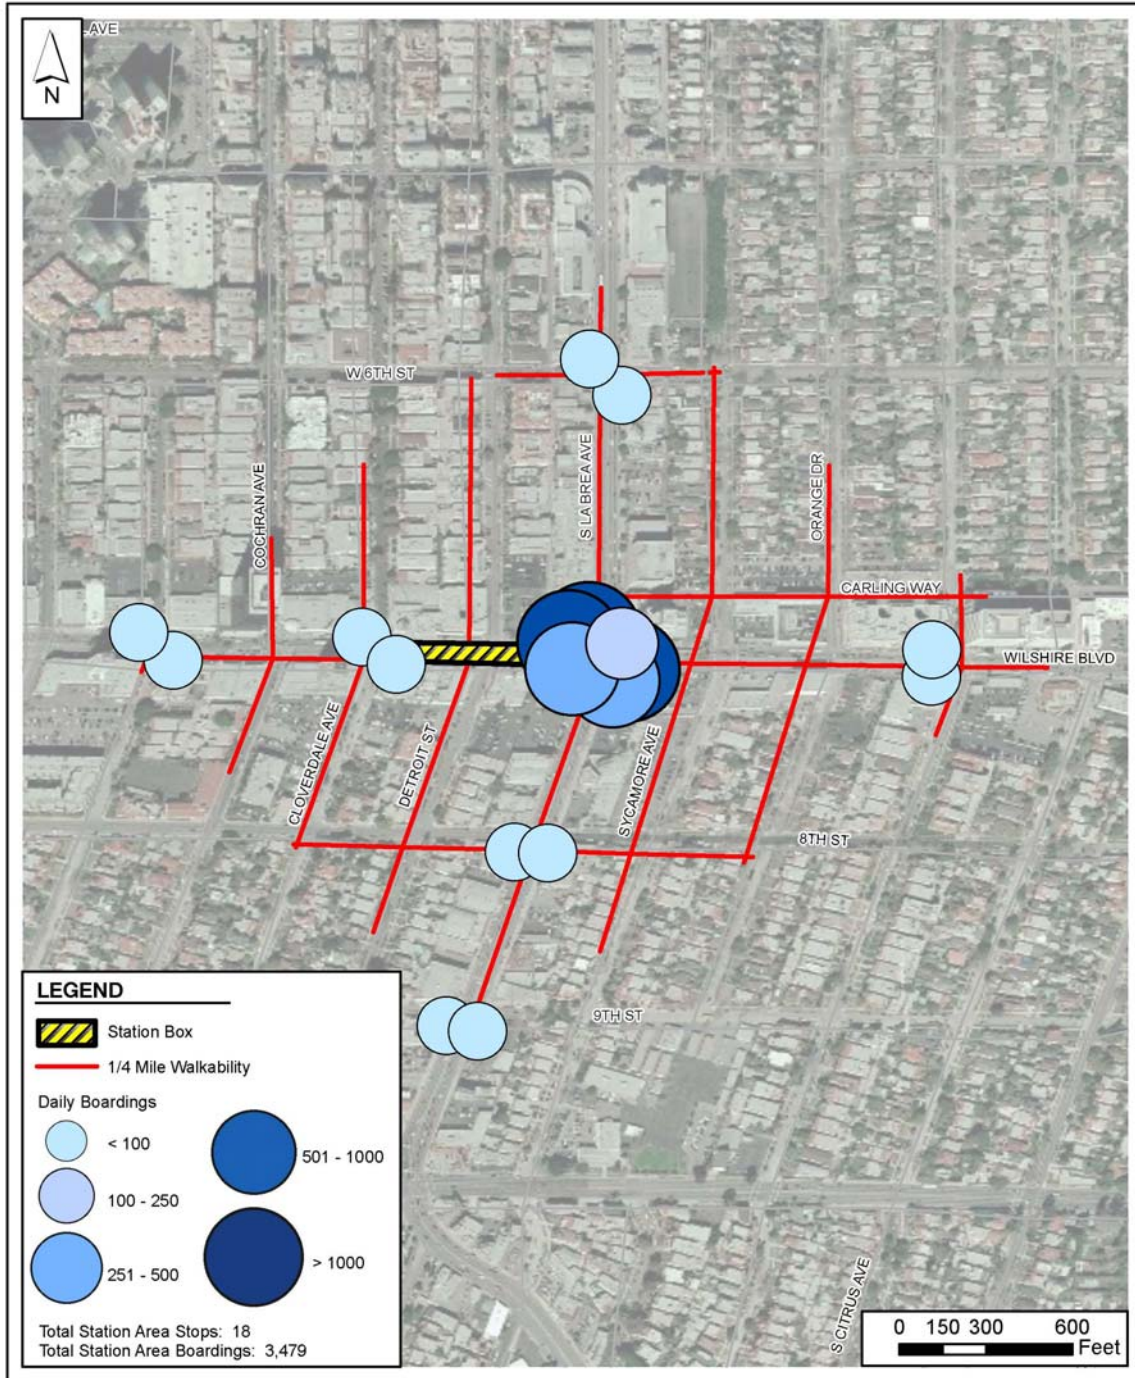 AVE
N
W 6TH ST
S LA BREA AVE
ORANGE DR
COCHRAN AVE
CARLING WAY
WILSHIRE BLVD
CLOVERDALE AVE
DETROIT ST
SYCAMORE AVE
8TH ST
9TH ST
S CITRUS AVE
LEGEND
Station Box
1/4 Mile Walkability
Daily Boardings
< 100
100 - 250
251 - 500
501 - 1000
> 1000
Total Station Area Stops: 18
Total Station Area Boardings: 3,479
0 150 300 600
Feet